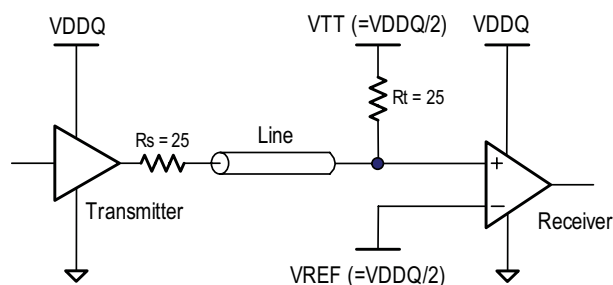 VDDQ
VTT (=VDDQ/2)
VDDQ
Rt = 25
Rs = 25
Line
+
−
Transmitter
Receiver
VREF (=VDDQ/2)